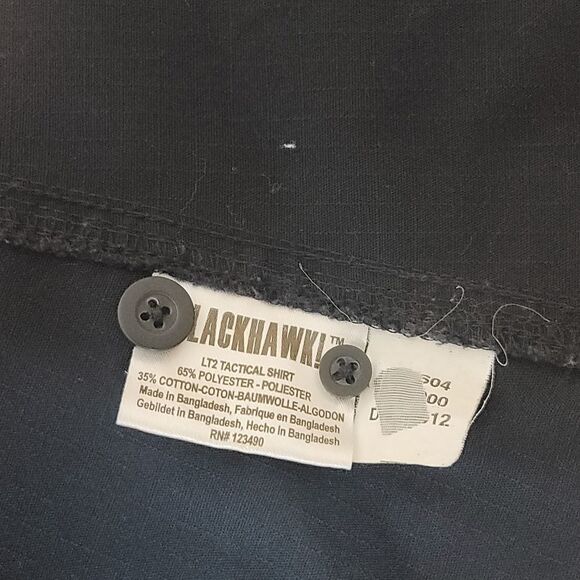 LACKHAWK!™
LT2 TACTICAL SHIRT
65% POLYESTER - POLIESTER
35% COTTON-COTON-BAUMWOLLE-ALGODON
Made in Bangladesh, Fabrique en Bangladesh
Gebildet in Bangladesh, Hecho in Bangladesh
RN# 123490